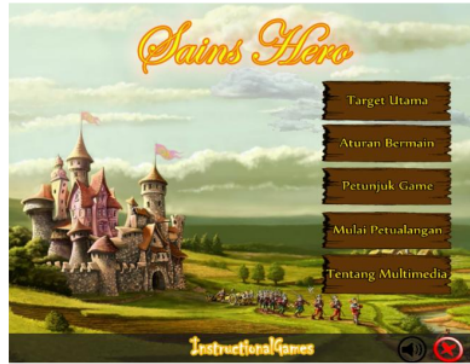 Sains Hero
Target Utama
Aturan Bermain
Petunjuk Game
Mulai Petualangan
Tentang Multimedia
InstructionalGames